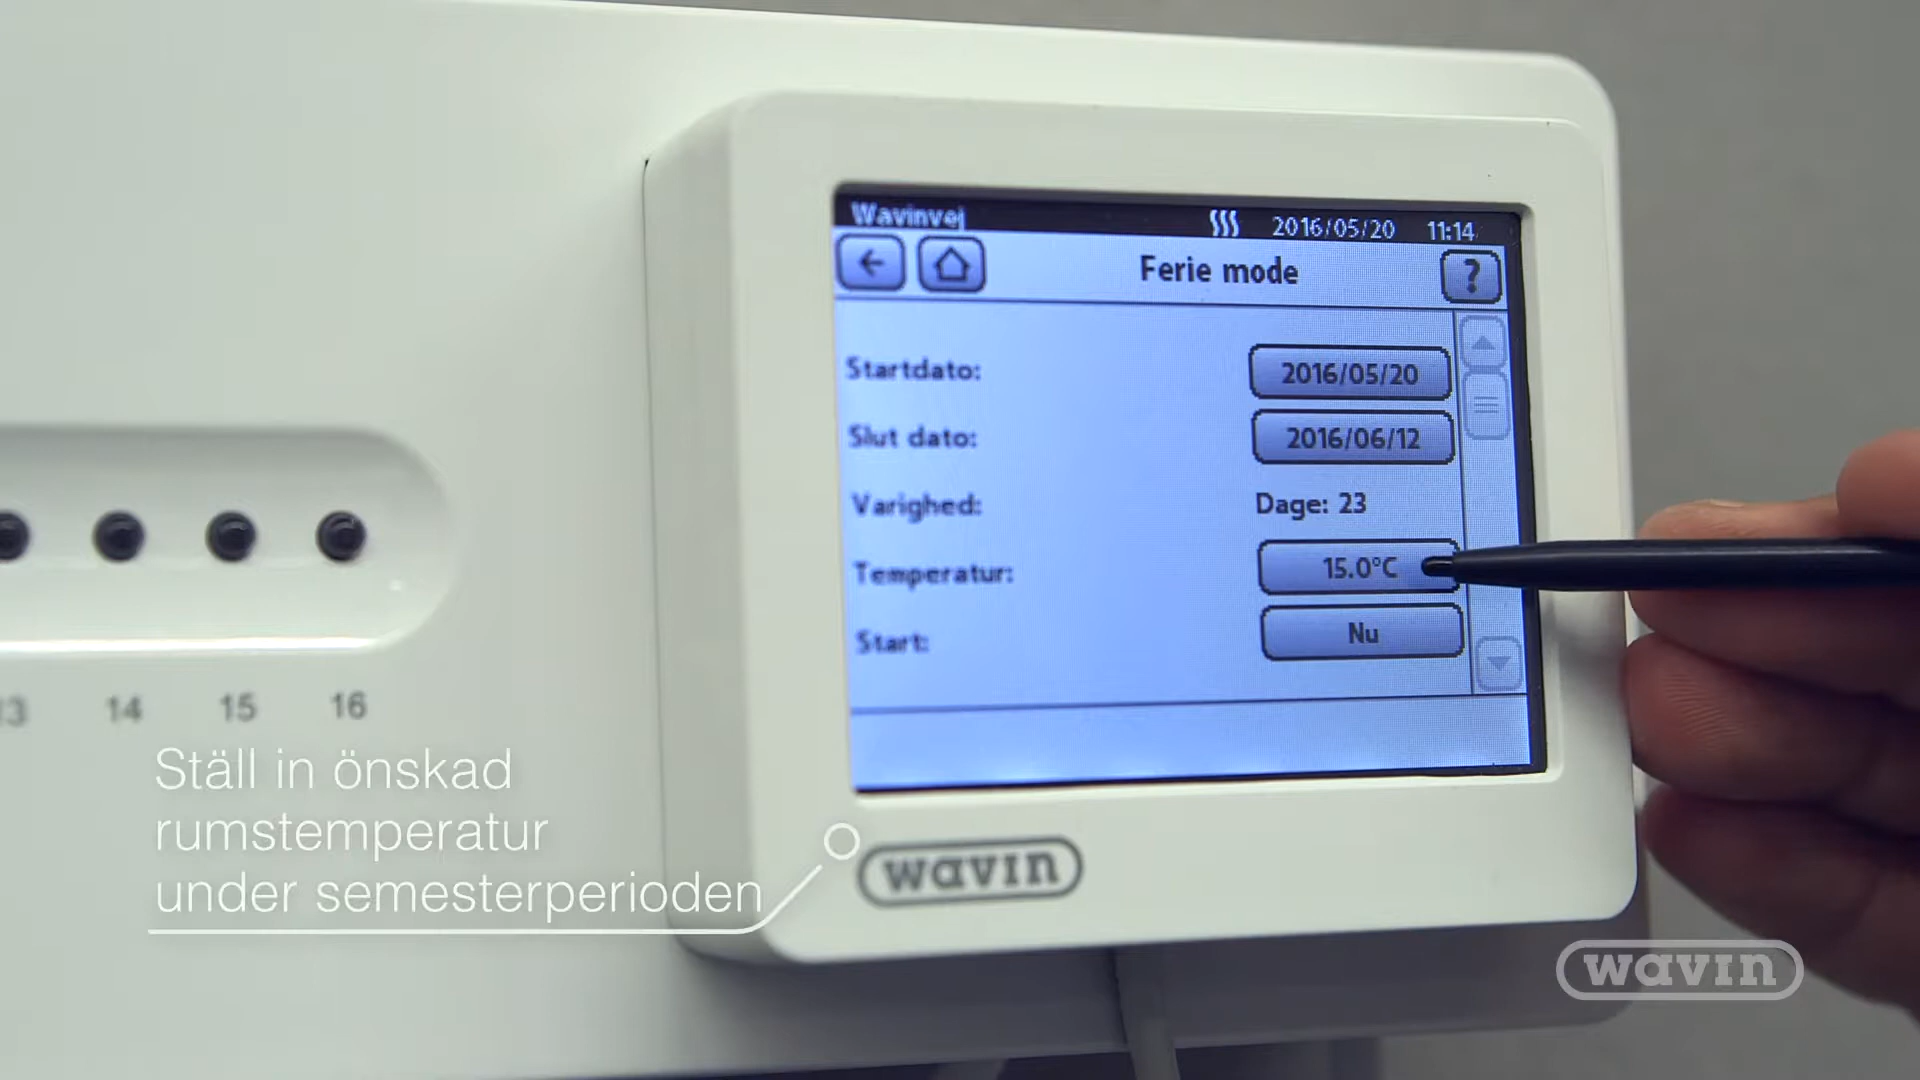 Wavinvej 2016/05/20 11:14
Ferie mode ?
Startdato: 2016/05/20
Slut dato: 2016/06/12
Varighed: Dage: 23
Temperatur: 15.0°C
Start: Nu
13 14 15 16
Ställ in önskad
rumstemperatur
under semesterperioden
wavin
wavin